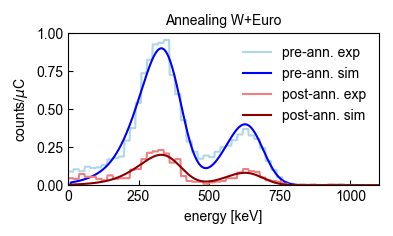 Annealing W+Euro
counts/μC
1.00
0.75
0.50
0.25
0.00
pre-ann. exp
pre-ann. sim
post-ann. exp
post-ann. sim
0 250 500 750 1000
energy [keV]